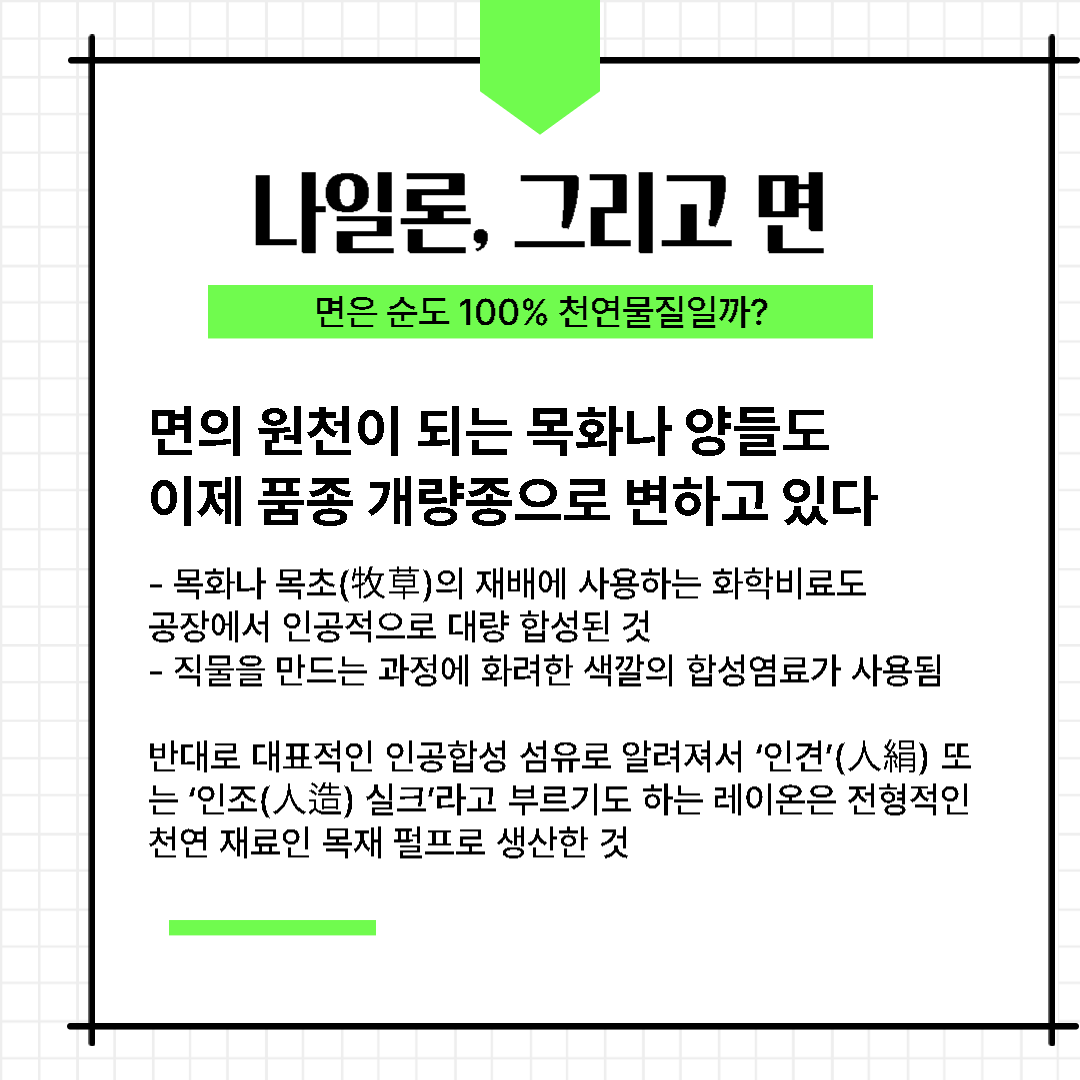 나일론, 그리고 면
면은 순도 100% 천연물질일까?
면의 원천이 되는 목화나 양들도
이제 품종 개량종으로 변하고 있다
- 목화나 목초(牧草)의 재배에 사용하는 화학비료도
공장에서 인공적으로 대량 합성된 것
- 직물을 만드는 과정에 화려한 색깔의 합성염료가 사용됨
반대로 대표적인 인공합성 섬유로 알려져서 ‘인견’(人絹) 또
는 ‘인조(人造) 실크’라고 부르기도 하는 레이온은 전형적인
천연 재료인 목재 펄프로 생산한 것